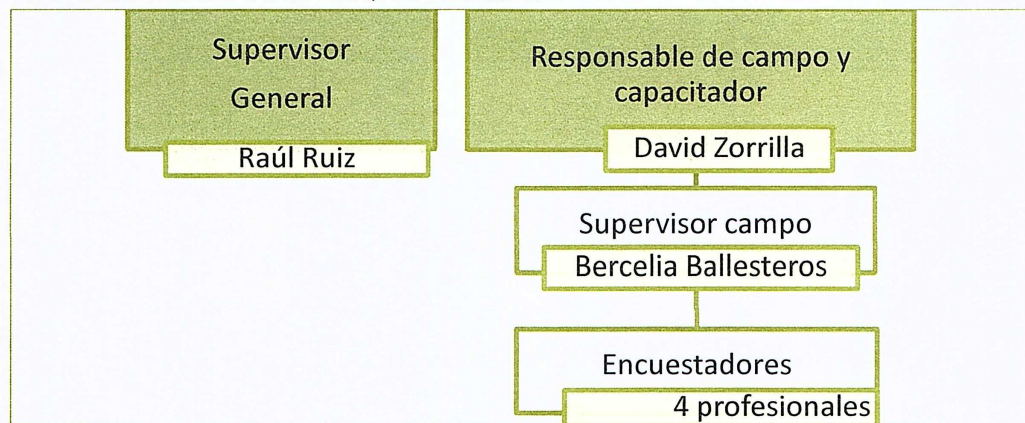 Supervisor
General
Raúl Ruiz
Responsable de campo y
capacitador
David Zorrilla
Supervisor campo
Bercelia Ballesteros
Encuestadores
4 profesionales